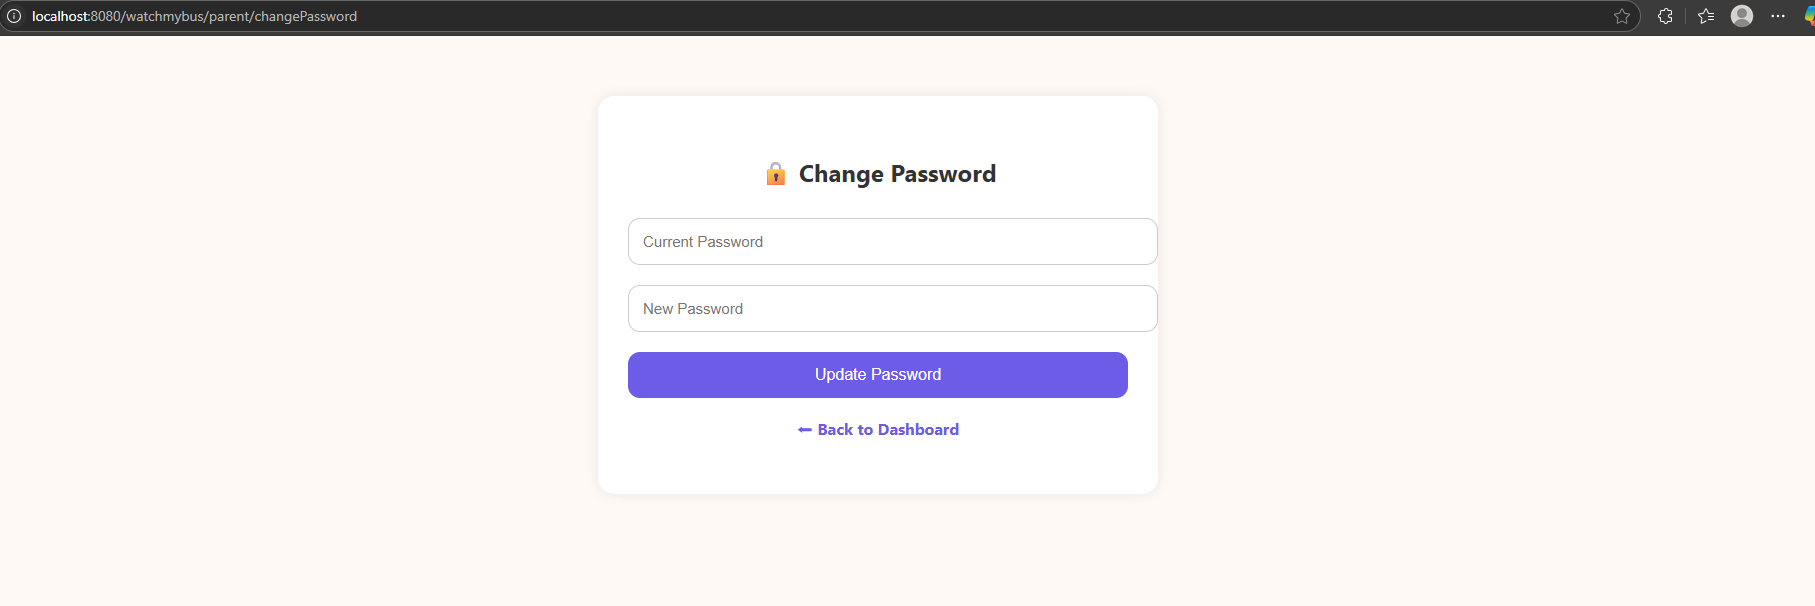 localhost:8080/watchmybus/parent/changePassword
Change Password
Current Password
New Password
Update Password
Back to Dashboard